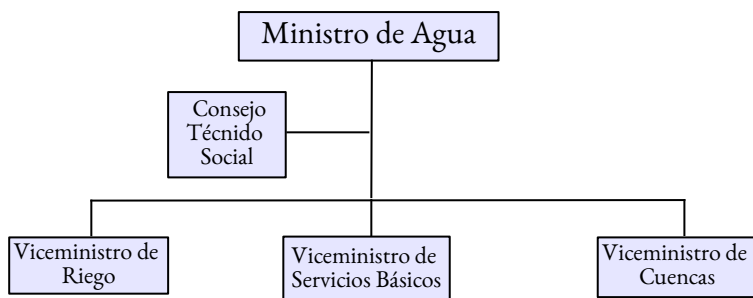 Ministro de Agua
Consejo
Técnido
Social
Viceministro de
Riego
Viceministro de
Servicios Básicos
Viceministro de
Cuencas